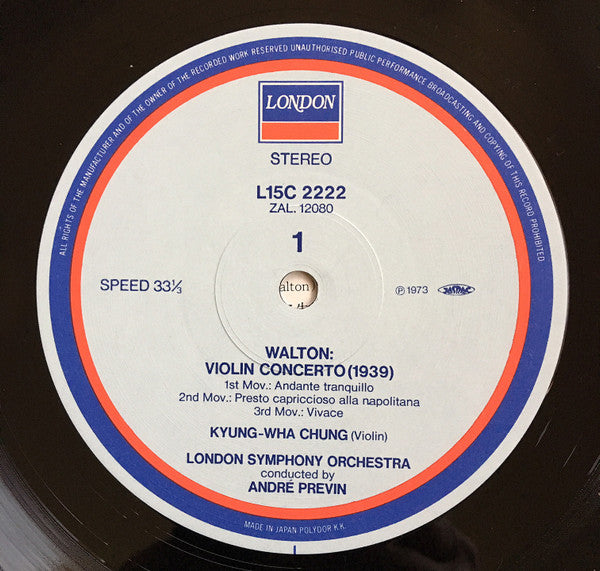 ALL RIGHTS OF THE MANUFACTURER AND OF THE OWNER OF THE RECORDED WORK RESERVED UNAUTHORISED PUBLIC PERFORMANCE BROADCASTING AND COPYING OF THIS RECORD PROHIBITED
LONDON
STEREO
L15C 2222
ZAL. 12080
1
SPEED 33⅓
alton
℗ 1973 JASRAC
WALTON:
VIOLIN CONCERTO (1939)
1st Mov.: Andante tranquillo
2nd Mov.: Presto capriccioso alla napolitana
3rd Mov.: Vivace
KYUNG-WHA CHUNG (Violin)
LONDON SYMPHONY ORCHESTRA
conducted by
ANDRÉ PREVIN
MADE IN JAPAN POLYDOR K.K.